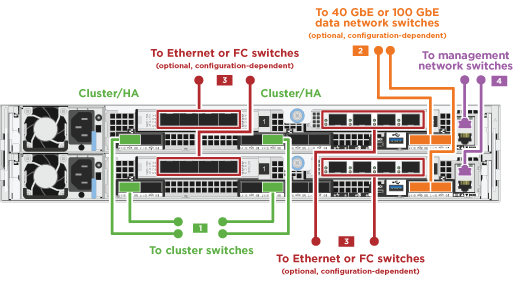 To 40 GbE or 100 GbE
data network switches
(optional, configuration-dependent)
2
To Ethernet or FC switches
(optional, configuration-dependent)
3
To management
network switches
4
Cluster/HA
Cluster/HA
1
1
1
To cluster switches
3
To Ethernet or FC switches
(optional, configuration-dependent)